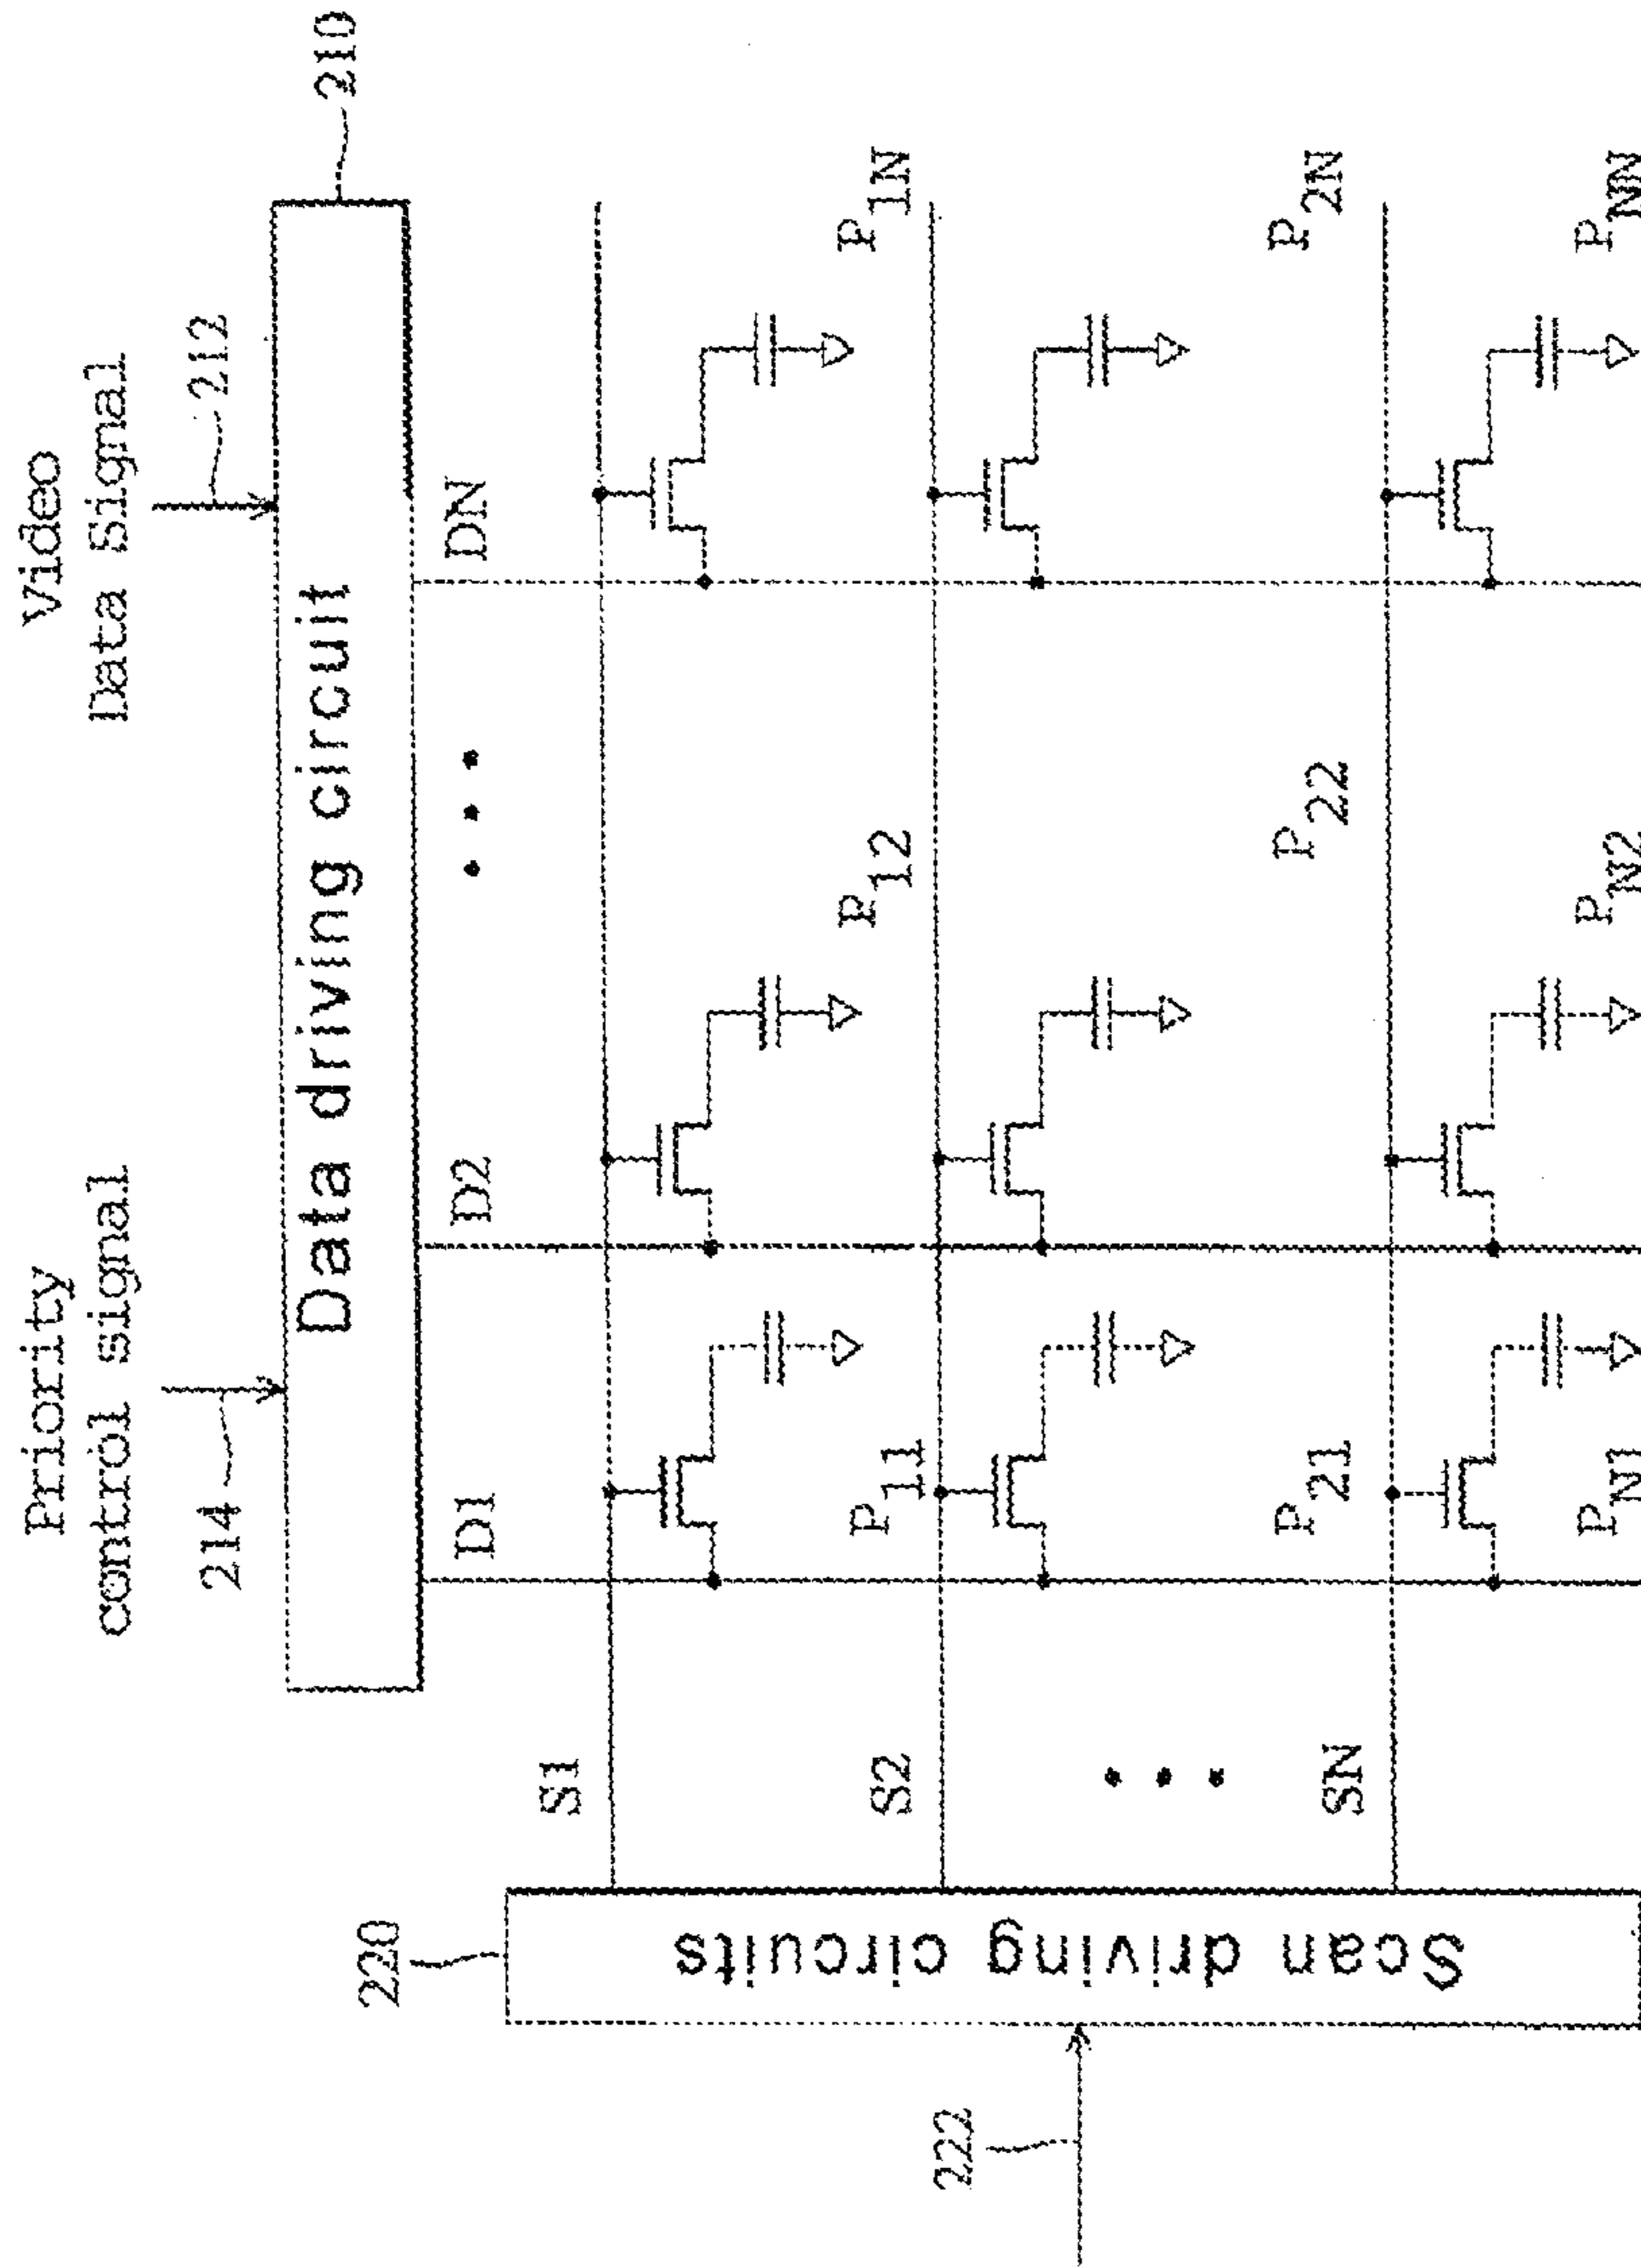 Priority
control signal
Video
Data Signal
214
212
210
Data driving circuit
D1
D2
DN
220
Scan driving circuits
222
S1
S2
SN
P11
P12
P1N
P21
P22
P2N
PN1
PN2
PNN